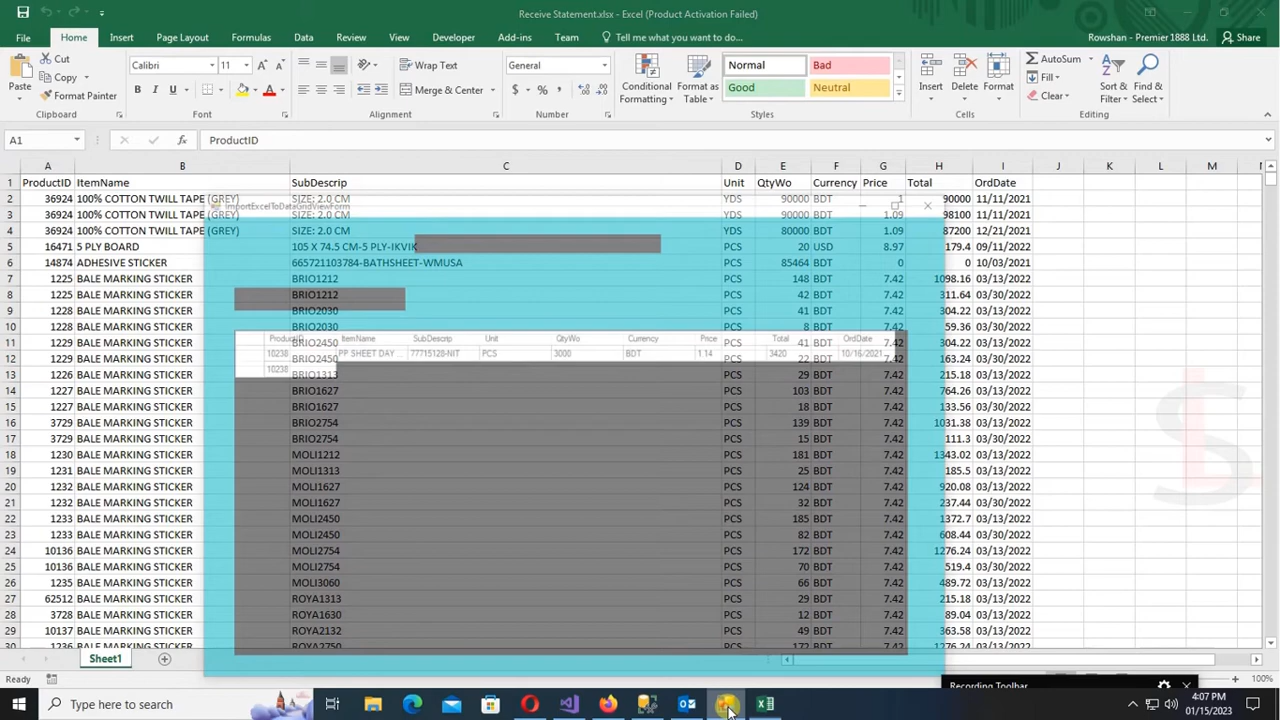 Receive Statement.xlsx - Excel (Product Activation Failed)
File Home Insert Page Layout Formulas Data Review View Developer Add-ins Team Tell me what you want to do... Rowshan - Premier 1888 Ltd. Share
Cut
Copy
Format Painter
Paste
Calibri 11
B I U
Wrap Text
Merge & Center
General
Conditional Formatting
Format as Table
Normal Bad
Good Neutral
Insert Delete Format
AutoSum
Fill
Clear
Sort & Filter
Find & Select
Clipboard Font Alignment Number Styles Cells Editing
A1 ProductID
A B C D E F G H I J K L M
1 ProductID ItemName SubDescrip Unit QtyWo Currency Price Total OrdDate
2 36924 100% COTTON TWILL TAPE (GREY) SIZE: 2.0 CM YDS 90000 BDT 1 90000 11/11/2021
ImportExcelToDataGridViewForm
3 36924 100% COTTON TWILL TAPE (GREY) SIZE: 2.0 CM YDS 90000 BDT 1.09 98100 11/11/2021
4 36924 100% COTTON TWILL TAPE (GREY) SIZE: 2.0 CM YDS 80000 BDT 1.09 87200 12/11/2021
5 16471 5 PLY BOARD 105 X 74.5 CM-5 PLY-IKVIK PCS 20 USD 8.97 179.4 09/11/2022
6 14874 ADHESIVE STICKER 665721103784-BATHSHEET-WMUSA PCS 85464 BDT 0 0 10/03/2021
7 1225 BALE MARKING STICKER BRIO1212 PCS 148 BDT 7.42 1098.16 03/13/2022
8 1225 BALE MARKING STICKER BRIO1212 PCS 42 BDT 7.42 311.64 03/30/2022
9 1228 BALE MARKING STICKER BRIO2030 PCS 41 BDT 7.42 304.22 03/13/2022
10 1228 BALE MARKING STICKER BRIO2030 PCS 8 BDT 7.42 59.36 03/30/2022
ProductID ItemName SubDescrip Unit QtyWo Currency Price Total OrdDate
11 1229 BALE MARKING STICKER BRIO2450 PCS 41 BDT 7.42 304.22 03/13/2022
10238 PP SHEET DAY ... 77715128-NIT PCS 3000 BDT 1.14 3420 10/16/2021
12 1229 BALE MARKING STICKER BRIO2450 PCS 22 BDT 7.42 163.24 03/30/2022
10238
13 1226 BALE MARKING STICKER BRIO1313 PCS 29 BDT 7.42 215.18 03/13/2022
14 1227 BALE MARKING STICKER BRIO1627 PCS 103 BDT 7.42 764.26 03/13/2022
15 1227 BALE MARKING STICKER BRIO1627 PCS 18 BDT 7.42 133.56 03/30/2022
16 3729 BALE MARKING STICKER BRIO2754 PCS 139 BDT 7.42 1031.38 03/13/2022
17 3729 BALE MARKING STICKER BRIO2754 PCS 15 BDT 7.42 111.3 03/30/2022
18 1230 BALE MARKING STICKER MOLI1212 PCS 181 BDT 7.42 1343.02 03/13/2022
19 1231 BALE MARKING STICKER MOLI1313 PCS 25 BDT 7.42 185.5 03/13/2022
20 1232 BALE MARKING STICKER MOLI1627 PCS 124 BDT 7.42 920.08 03/13/2022
21 1232 BALE MARKING STICKER MOLI1627 PCS 32 BDT 7.42 237.44 03/30/2022
22 1233 BALE MARKING STICKER MOLI2450 PCS 185 BDT 7.42 1372.7 03/13/2022
23 1233 BALE MARKING STICKER MOLI2450 PCS 82 BDT 7.42 608.44 03/30/2022
24 10136 BALE MARKING STICKER MOLI2754 PCS 172 BDT 7.42 1276.24 03/13/2022
25 10136 BALE MARKING STICKER MOLI2754 PCS 70 BDT 7.42 519.4 03/30/2022
26 1235 BALE MARKING STICKER MOLI3060 PCS 66 BDT 7.42 489.72 03/13/2022
27 62512 BALE MARKING STICKER ROYA1313 PCS 29 BDT 7.42 215.18 03/13/2022
28 3728 BALE MARKING STICKER ROYA1630 PCS 12 BDT 7.42 89.04 03/13/2022
29 10137 BALE MARKING STICKER ROYA2132 PCS 49 BDT 7.42 363.58 03/13/2022
30 1236 BALE MARKING STICKER ROYA2750 PCS 172 BDT 7.42 1276.24 03/13/2022
Sheet1
Ready 100%
Recording Toolbar
Type here to search
4:07 PM
01/15/2023